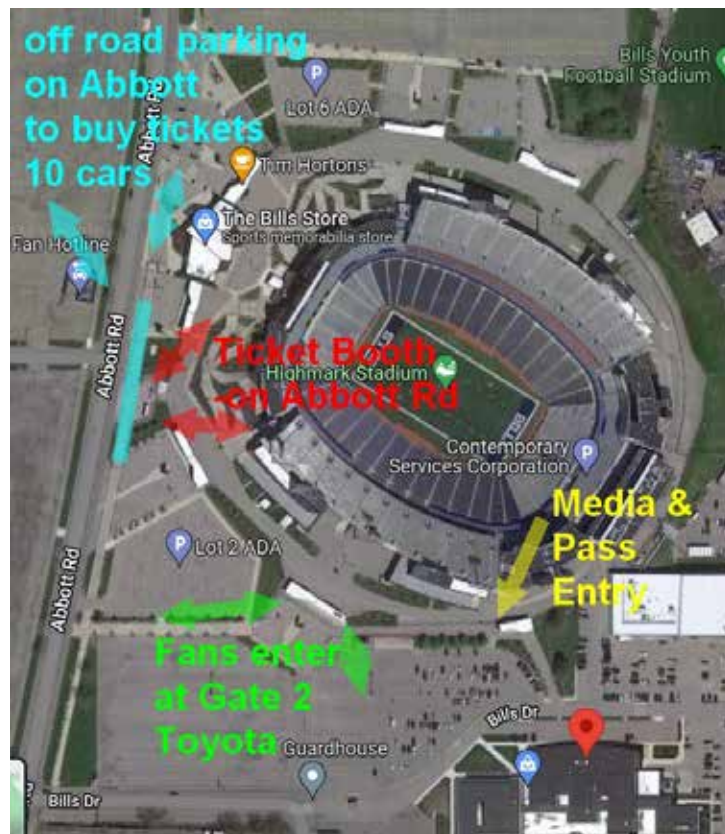 off road parking
on Abbott
to buy tickets
10 cars
Abbott Rd
Bills Youth
Football Stadium
P
Lot 6 ADA
Tim Hortons
The Bills Store
Sports memorabilia store
Fan Hotline
Abbott Rd
Ticket Booth
Highmark Stadium
-on Abbott Rd
Contemporary
Services Corporation
P
Media &
Pass
Entry
P
Lot 2 ADA
Abbott Rd
Fans enter
at Gate 2
Toyota
Bills Dr
Guardhouse
Bills Dr